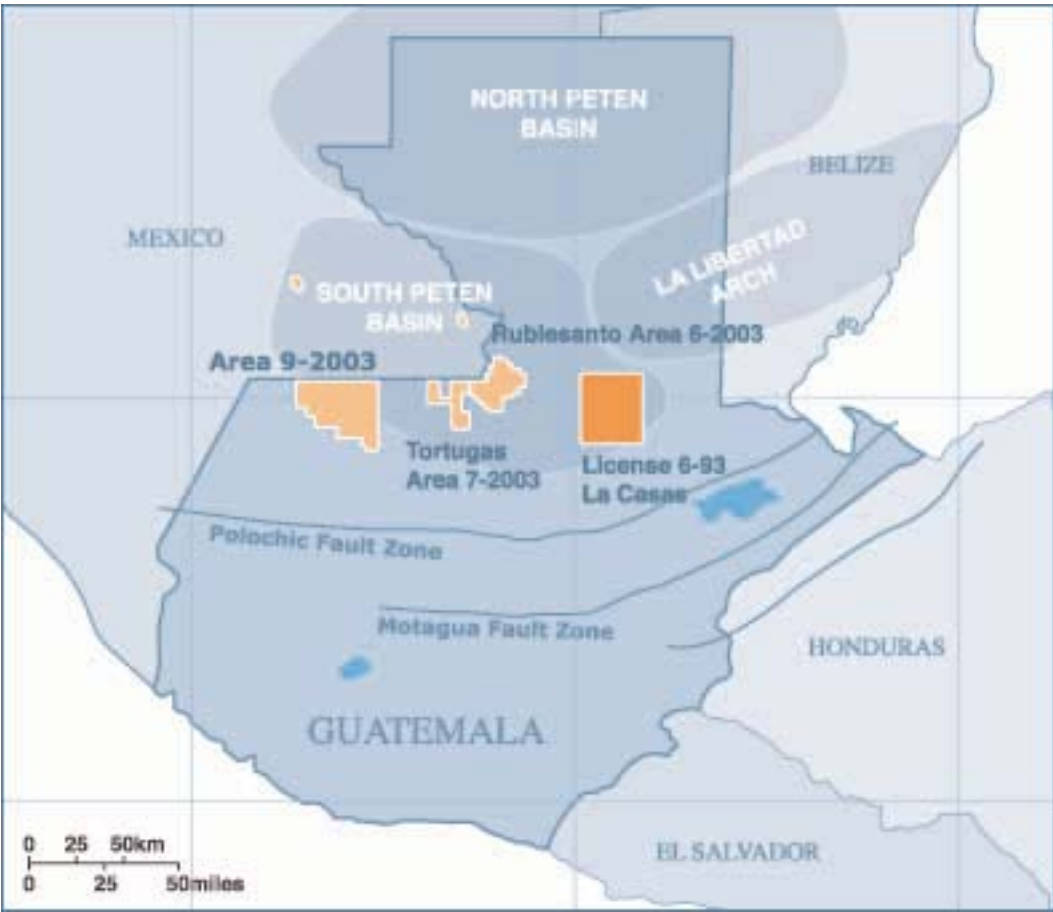 NORTH PETEN
BASIN
BELIZE
MEXICO
LA LIBERTAD
ARCH
SOUTH PETEN
BASIN
Rublesanto Area 6-2003
Area 9-2003
Tortugas
Area 7-2003
License 6-93
La Casas
Polochic Fault Zone
Motagua Fault Zone
HONDURAS
GUATEMALA
EL SALVADOR
0 25 50km
0 25 50miles